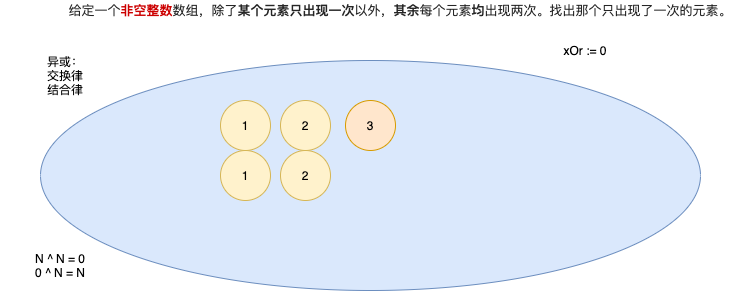 给定一个非空整数数组，除了某个元素只出现一次以外，其余每个元素均出现两次。找出那个只出现了一次的元素。
xOr := 0
异或：
交换律
结合律
1
2
3
1
2
N ^ N = 0
0 ^ N = N